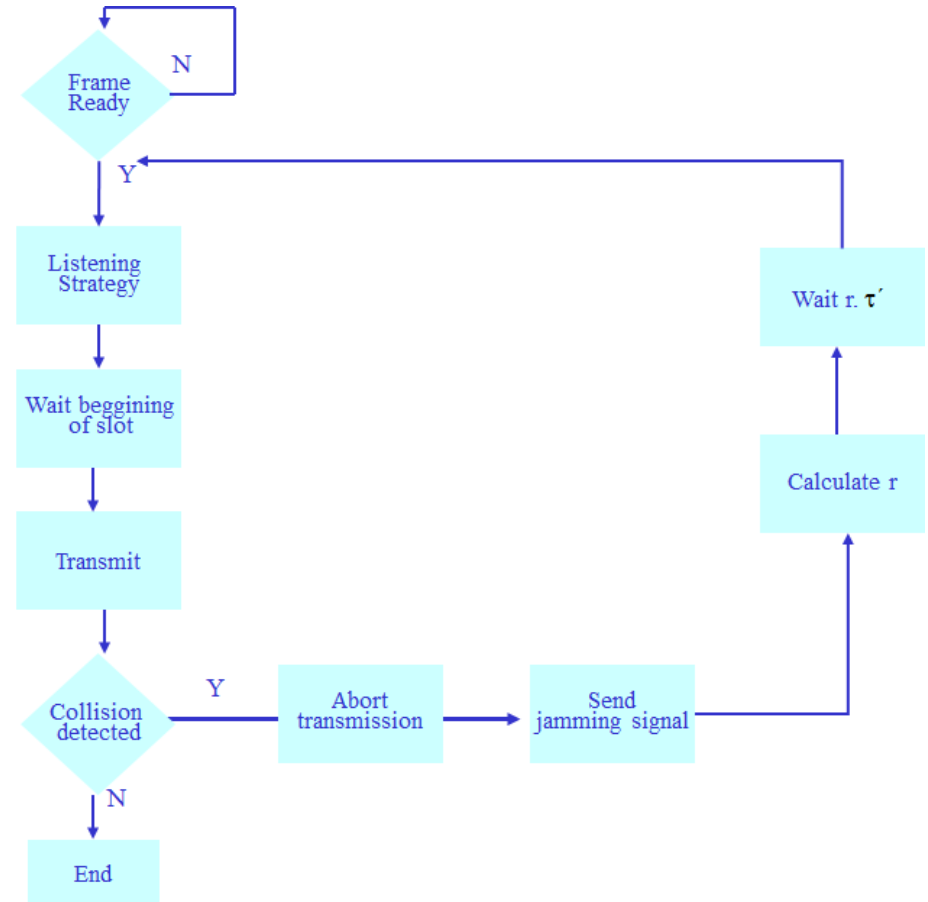 N
Frame
Ready
Y
Listening
Strategy
Wait r. τ´
Wait beggining
of slot
Calculate r
Transmit
Y
Collision
detected
Abort
transmission
Send
jamming signal
N
End